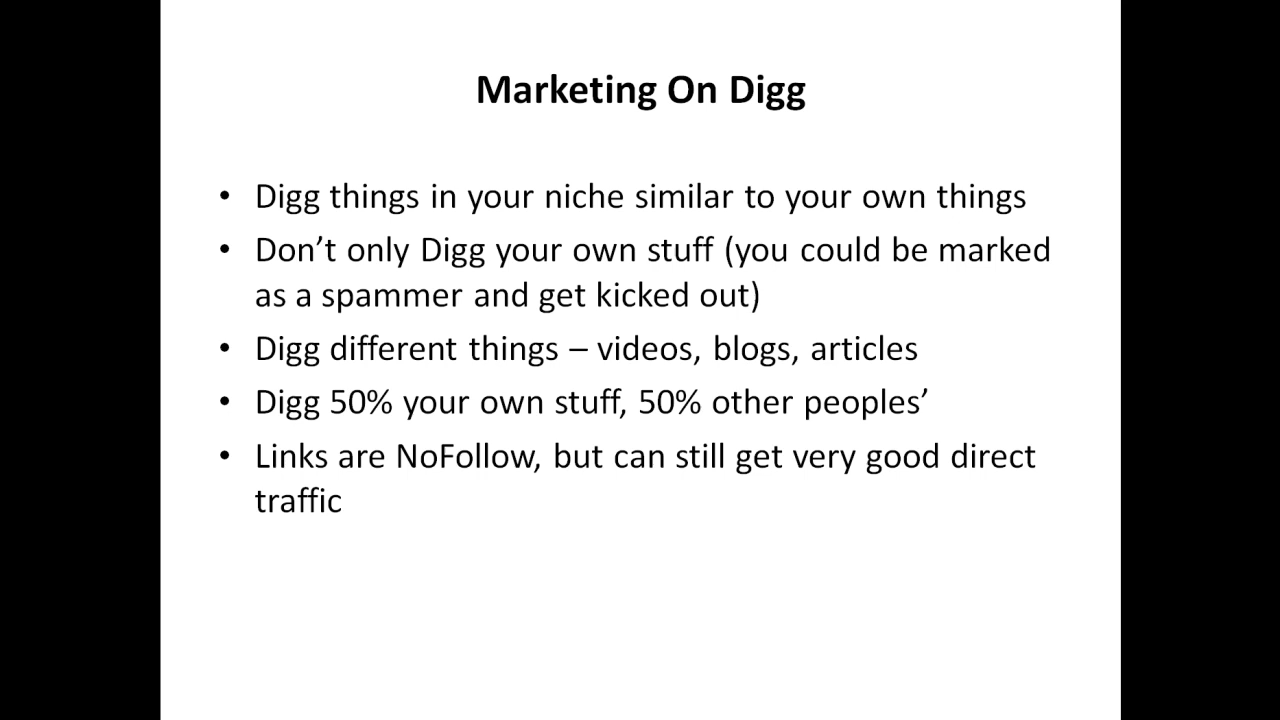 Marketing On Digg
• Digg things in your niche similar to your own things
• Don’t only Digg your own stuff (you could be marked
as a spammer and get kicked out)
• Digg different things – videos, blogs, articles
• Digg 50% your own stuff, 50% other peoples’
• Links are NoFollow, but can still get very good direct
traffic